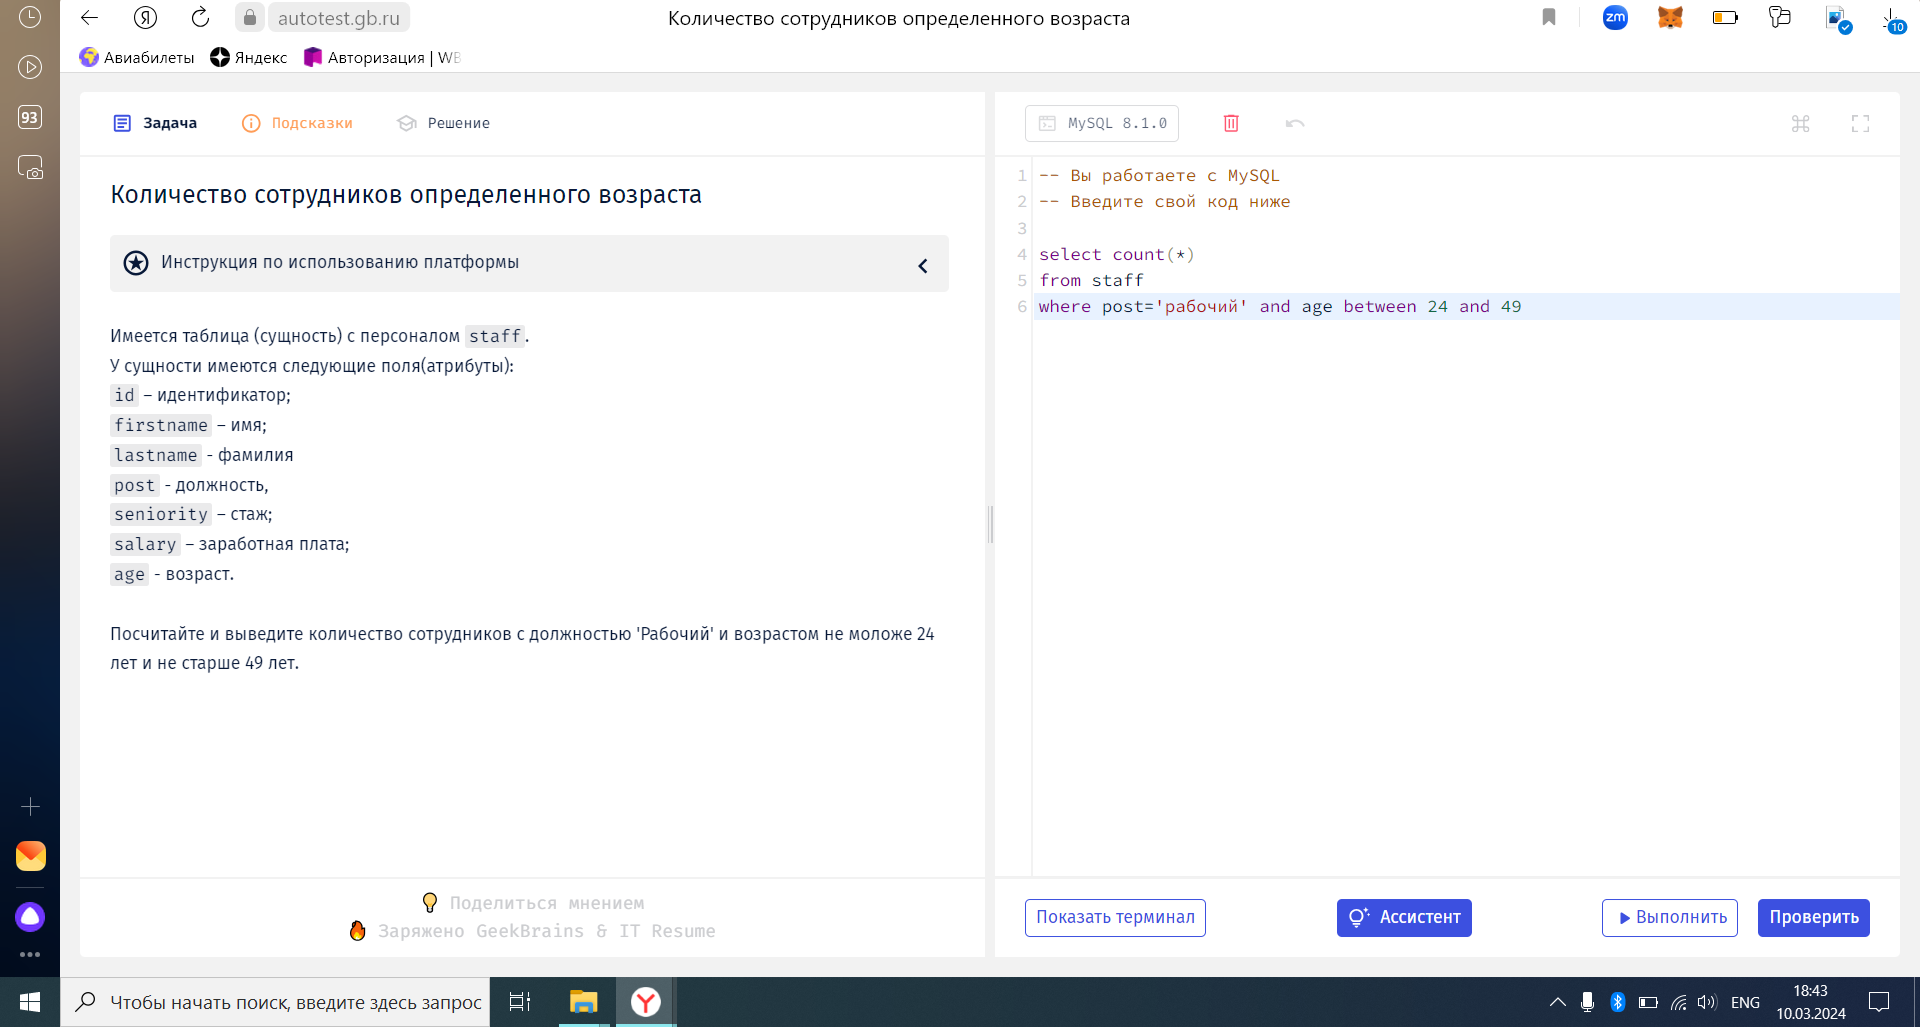 autotest.gb.ru
Количество сотрудников определенного возраста
zm
10
Авиабилеты
Яндекс
Авторизация | WB
93
Задача
Подсказки
Решение
Количество сотрудников определенного возраста
Инструкция по использованию платформы
Имеется таблица (сущность) с персоналом staff.
У сущности имеются следующие поля(атрибуты):
id – идентификатор;
firstname – имя;
lastname - фамилия
post - должность,
seniority – стаж;
salary – заработная плата;
age - возраст.
Посчитайте и выведите количество сотрудников с должностью 'Рабочий' и возрастом не моложе 24
лет и не старше 49 лет.
Поделиться мнением
Заряжено GeekBrains & IT Resume
MySQL 8.1.0
1 -- Вы работаете с MySQL
2 -- Введите свой код ниже
3
4 select count(*)
5 from staff
6 where post='рабочий' and age between 24 and 49
Показать терминал
Ассистент
Выполнить
Проверить
Чтобы начать поиск, введите здесь запрос
ENG
18:43
10.03.2024